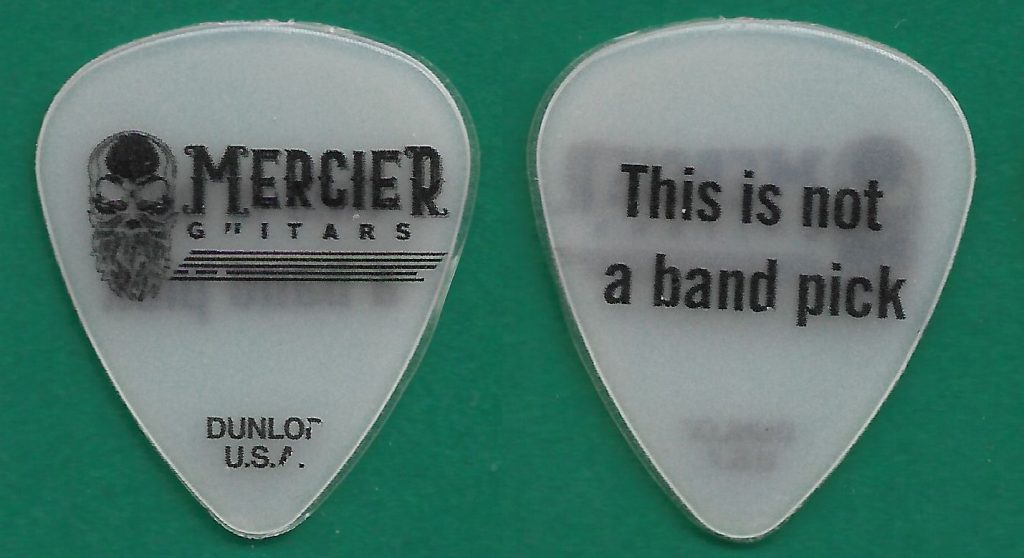 MERCIER
GUITARS
DUNLOP
U.S.A.
This is not
a band pick